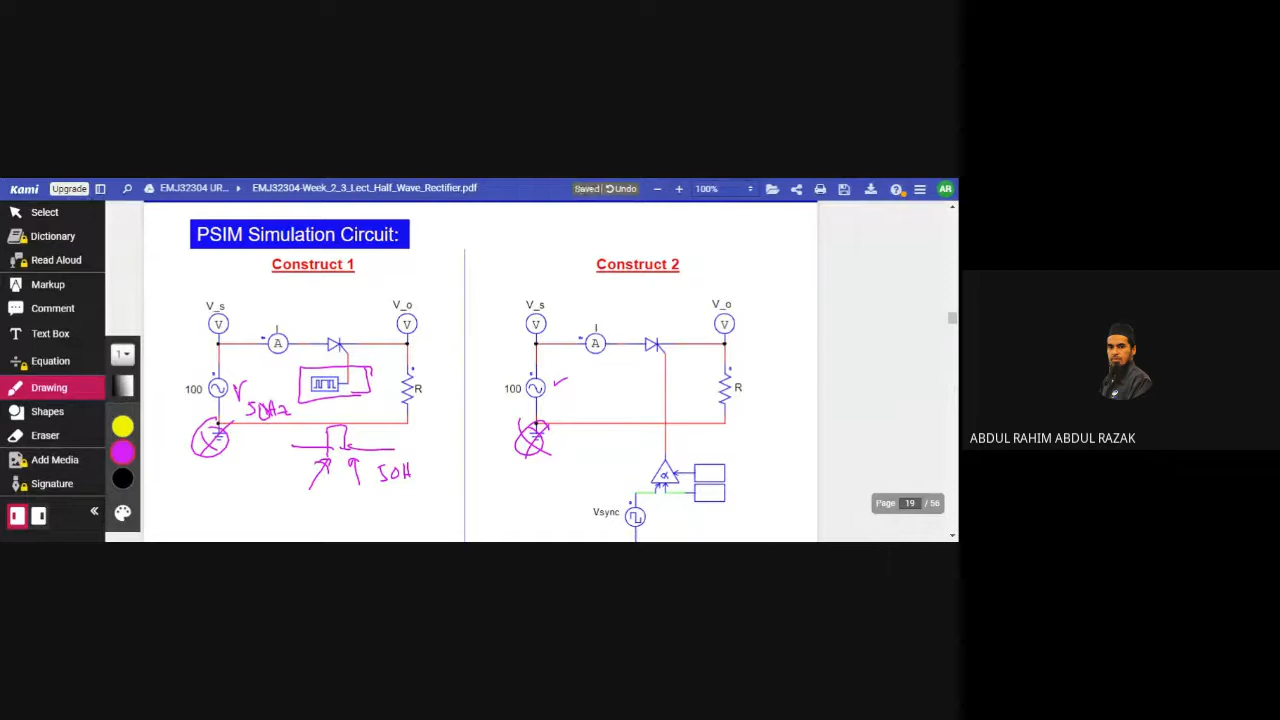 Kami
Upgrade
EMJ32304 UR...
EMJ32304-Week_2_3_Lect_Half_Wave_Rectifier.pdf
Saved
Undo
100%
AR
Select
Dictionary
Read Aloud
Markup
Comment
Text Box
Equation
Drawing
Shapes
Eraser
Add Media
Signature
1
PSIM Simulation Circuit:
Construct 1
V_s
V_o
V
V
I
A
100
V
50Hz
R
50H
Construct 2
V_s
V_o
V
V
I
A
100
R
α
Vsync
Page 19 / 56
ABDUL RAHIM ABDUL RAZAK